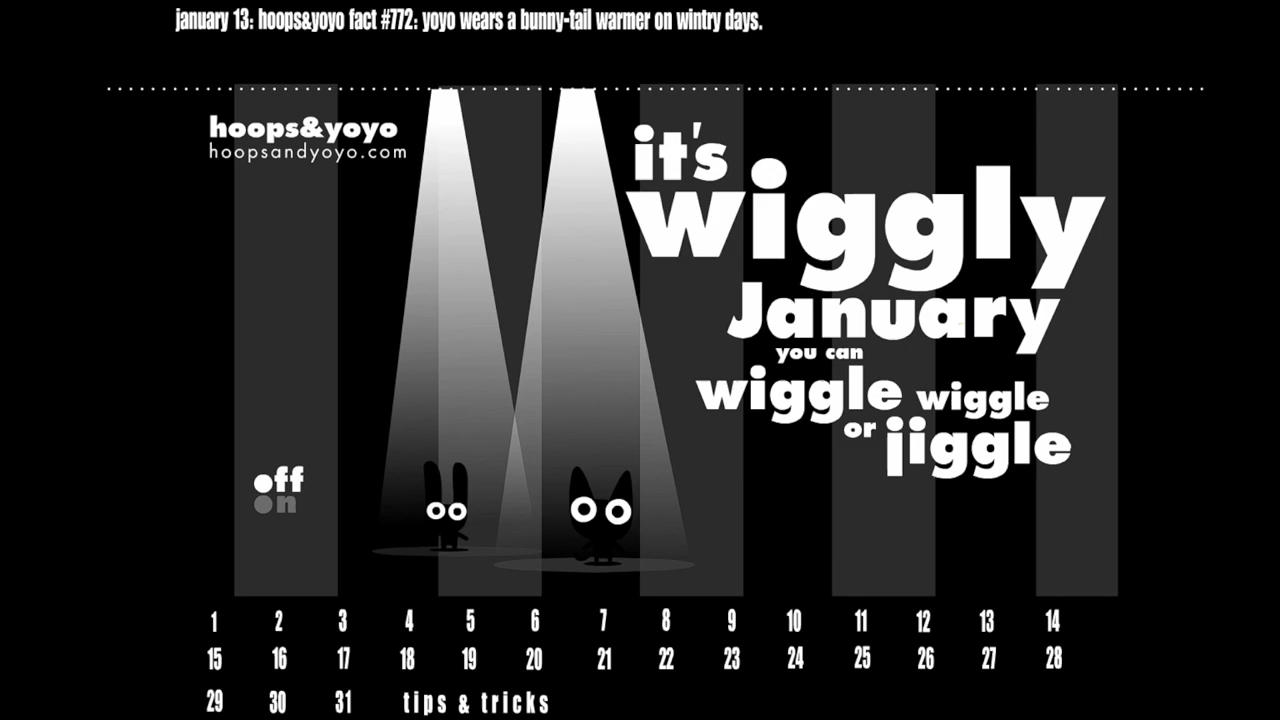 january 13: hoops&yoyo fact #772: yoyo wears a bunny-tail warmer on wintry days.
hoops&yoyo
hoopsandyoyo.com
it's
wiggly
January
you can
wiggle wiggle
or jiggle
off
on
1 2 3 4 5 6 7 8 9 10 11 12 13 14
15 16 17 18 19 20 21 22 23 24 25 26 27 28
29 30 31 tips & tricks